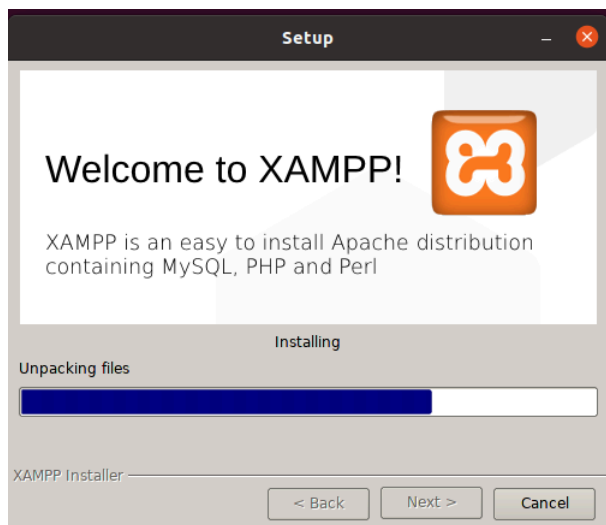 Setup
Welcome to XAMPP!
XAMPP is an easy to install Apache distribution
containing MySQL, PHP and Perl
Installing
Unpacking files
XAMPP Installer
< Back
Next >
Cancel